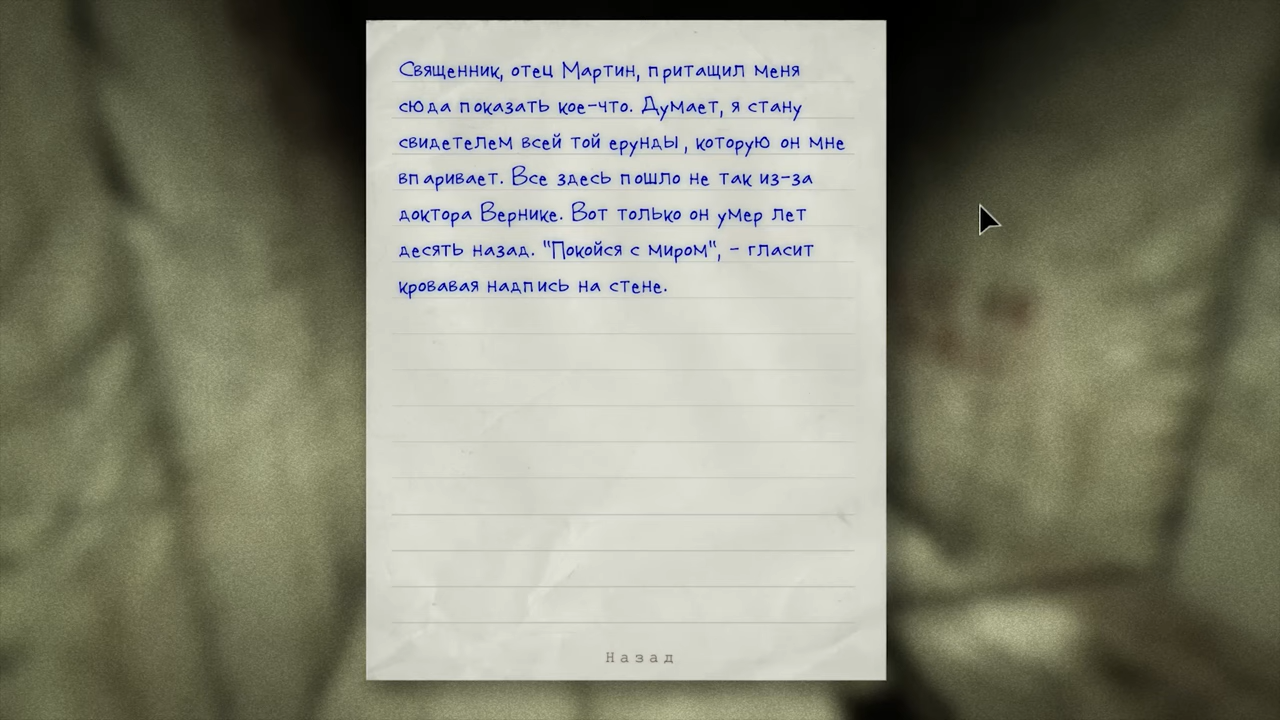 Священник, отец Мартин, притащил меня
сюда показать кое-что. Думает, я стану
свидетелем всей той ерунды, которую он мне
впаривает. Все здесь пошло не так из-за
доктора Вернике. Вот только он умер лет
десять назад. "Покойся с миром", - гласит
кровавая надпись на стене.
Назад